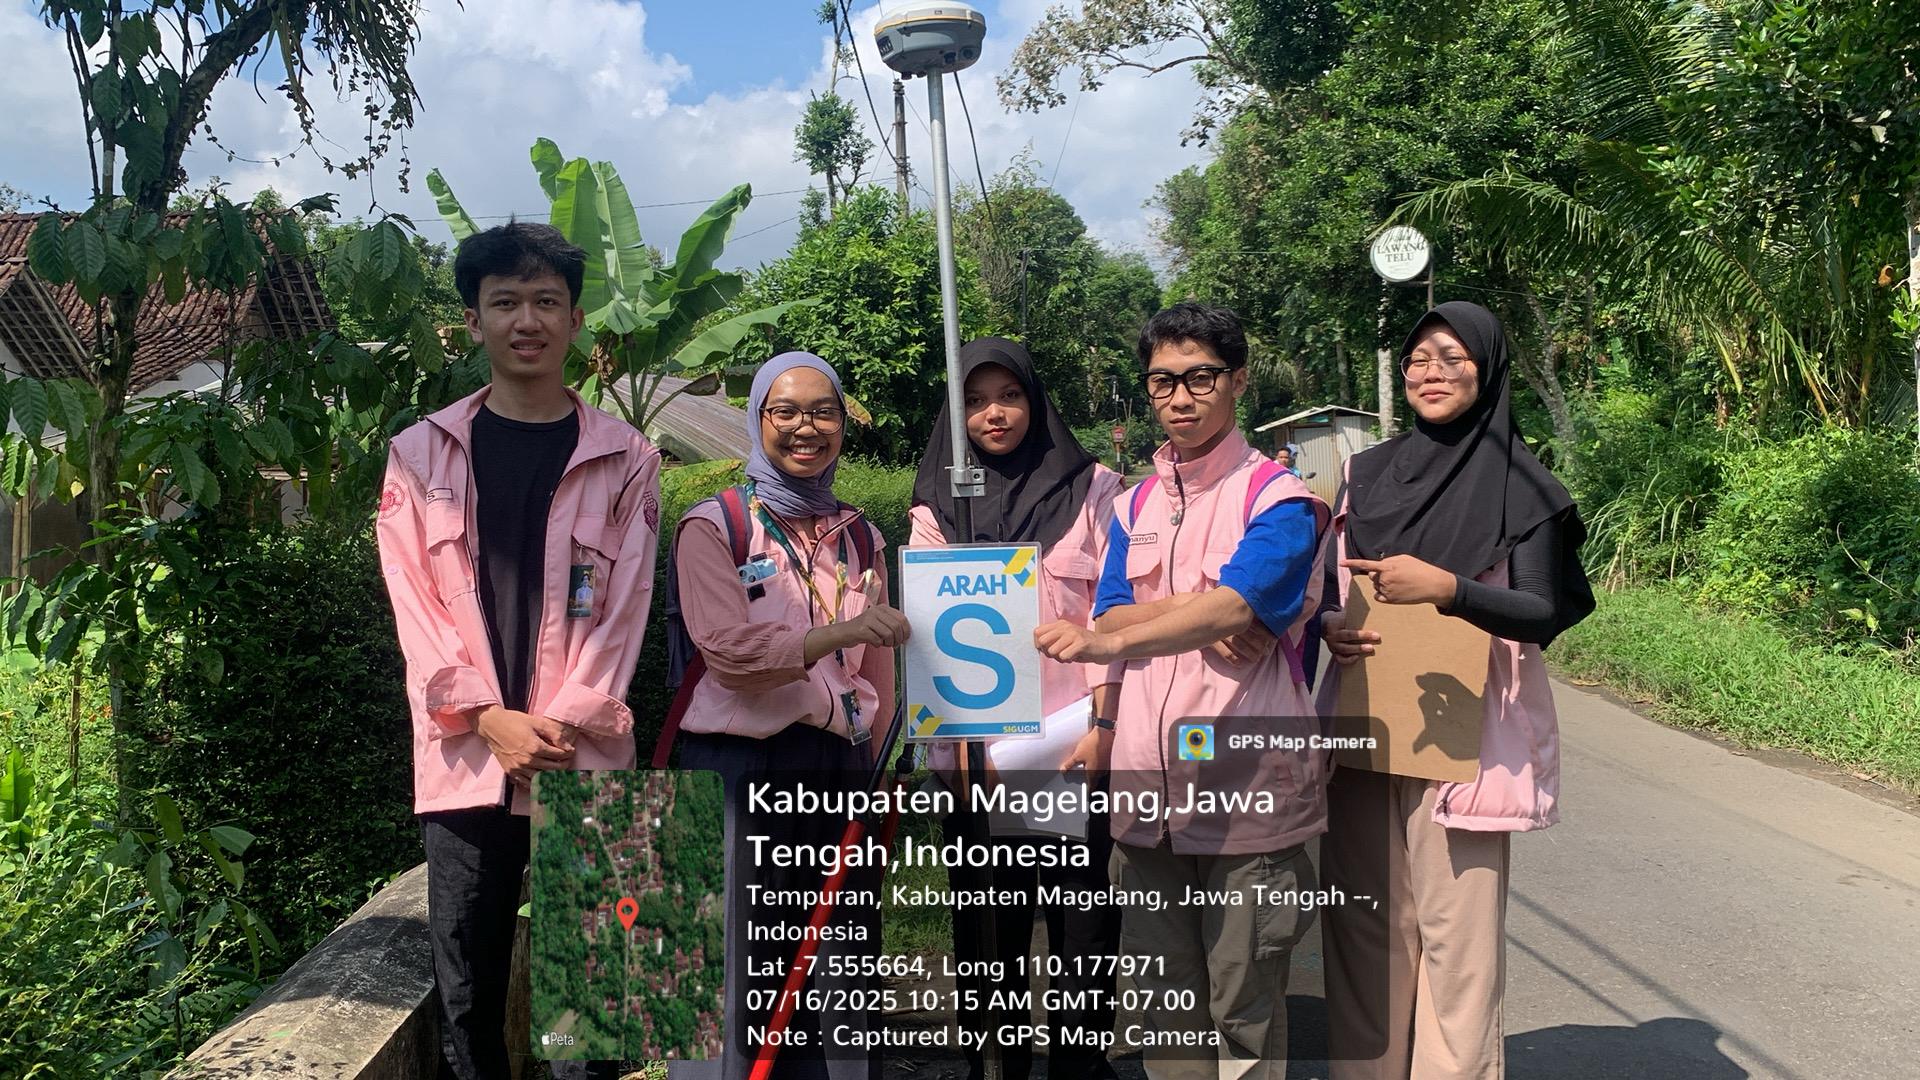 LAWANG
TELU
ARAH
S
SIGUGM
GPS Map Camera
Kabupaten Magelang,Jawa
Tengah,Indonesia
Tempuran, Kabupaten Magelang, Jawa Tengah --,
Indonesia
Lat -7.555664, Long 110.177971
07/16/2025 10:15 AM GMT+07.00
Note : Captured by GPS Map Camera
Peta